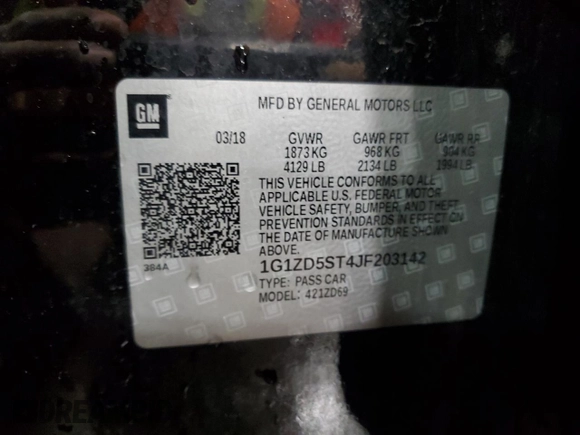 GM
MFD BY GENERAL MOTORS LLC
03/18 GVWR GAWR FRT GAWR RR
1873 KG 968 KG 904 KG
4129 LB 2134 LB 1994 LB
THIS VEHICLE CONFORMS TO ALL
APPLICABLE U.S. FEDERAL MOTOR
VEHICLE SAFETY, BUMPER, AND THEFT
PREVENTION STANDARDS IN EFFECT ON
THE DATE OF MANUFACTURE SHOWN
ABOVE.
384A
1G1ZD5ST4JF203142
TYPE: PASS CAR
MODEL: 421ZD69